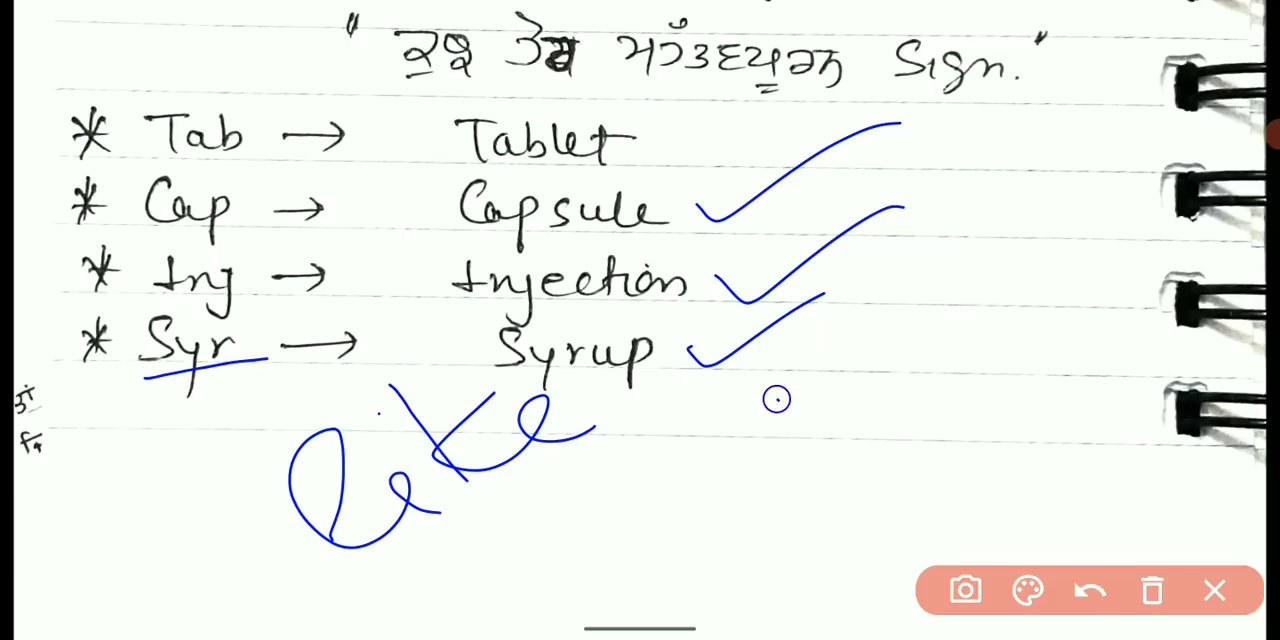 " ਕੁਝ ਮਹੱਤਵਪੂਰਨ Sign. "
* Tab → Tablet
* Cap → Capsule
* Inj → Injection
* Syr → Syrup
like